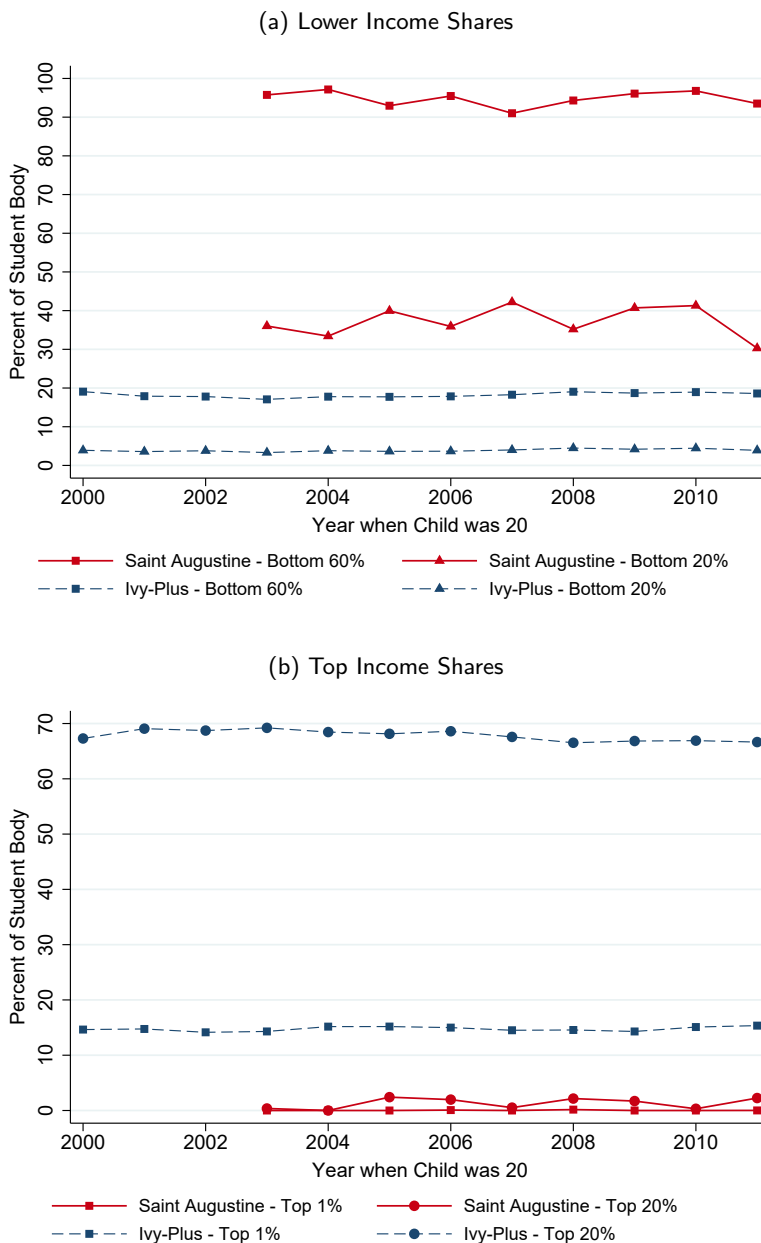 (a) Lower Income Shares
100
90
80
70
60
50
40
30
20
10
0
Percent of Student Body
2000 2002 2004 2006 2008 2010
Year when Child was 20
Saint Augustine - Bottom 60% Saint Augustine - Bottom 20%
Ivy-Plus - Bottom 60% Ivy-Plus - Bottom 20%
(b) Top Income Shares
70
60
50
40
30
20
10
0
Percent of Student Body
2000 2002 2004 2006 2008 2010
Year when Child was 20
Saint Augustine - Top 1% Saint Augustine - Top 20%
Ivy-Plus - Top 1% Ivy-Plus - Top 20%